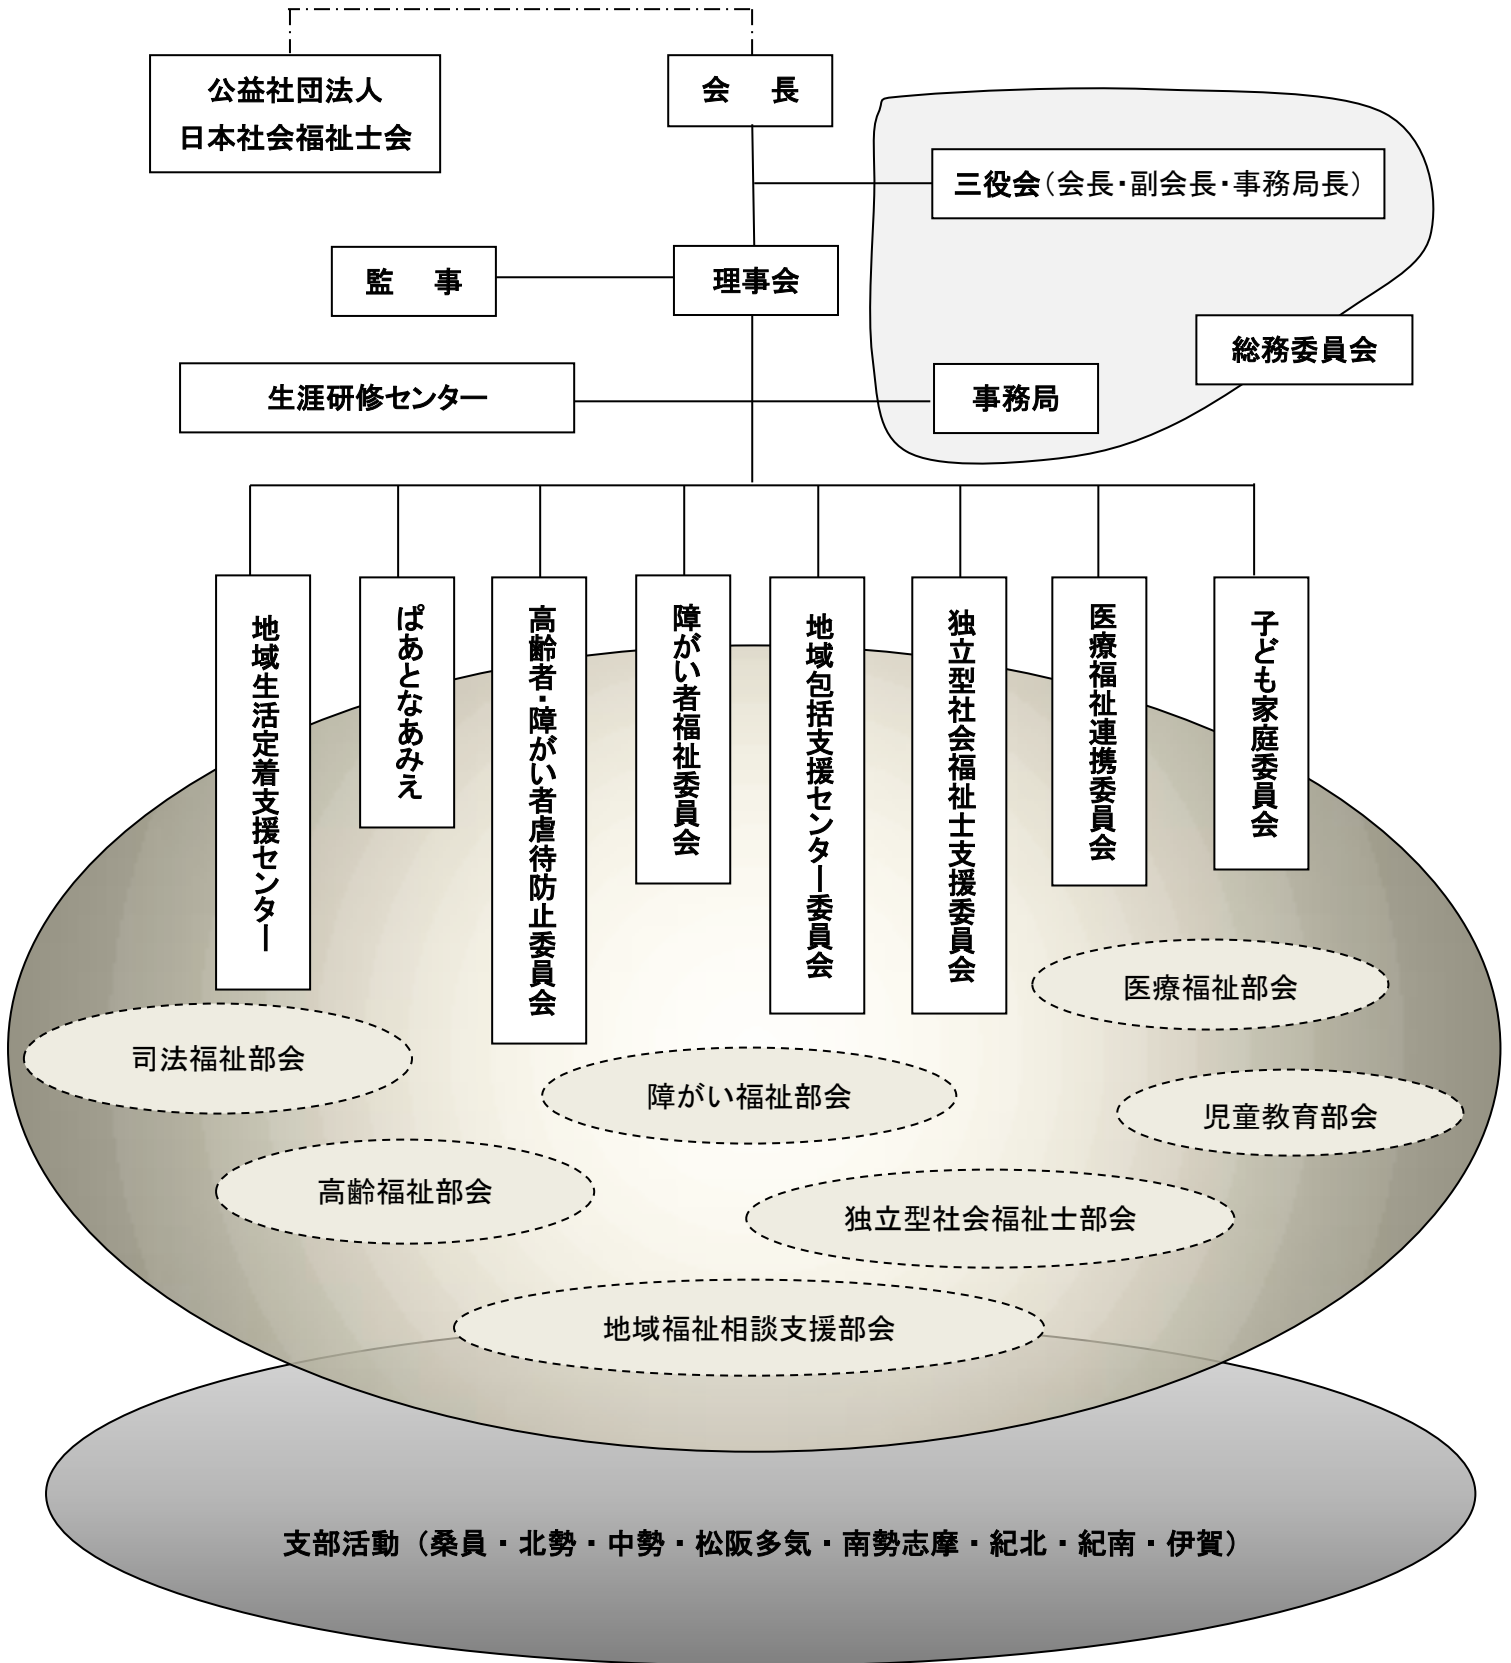 公益社団法人
日本社会福祉士会
会　長
三役会（会長・副会長・事務局長）
監　事
理事会
総務委員会
生涯研修センター
事務局
地域生活定着支援センター
ぱあとなあみえ
高齢者・障がい者虐待防止委員会
障がい者福祉委員会
地域包括支援センター委員会
独立型社会福祉士支援委員会
医療福祉連携委員会
子ども家庭委員会
医療福祉部会
司法福祉部会
障がい福祉部会
児童教育部会
高齢福祉部会
独立型社会福祉士部会
地域福祉相談支援部会
支部活動（桑員・北勢・中勢・松阪多気・南勢志摩・紀北・紀南・伊賀）